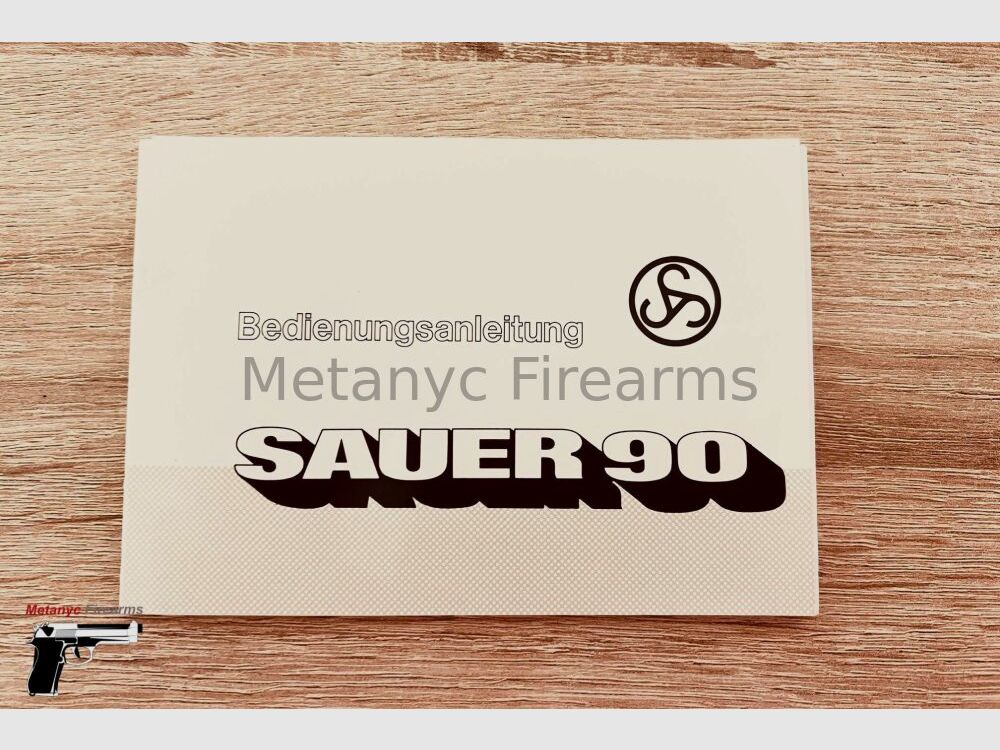 Bedienungsanleitung
Metanyc Firearms
SAUER 90
Metanyc Firearms